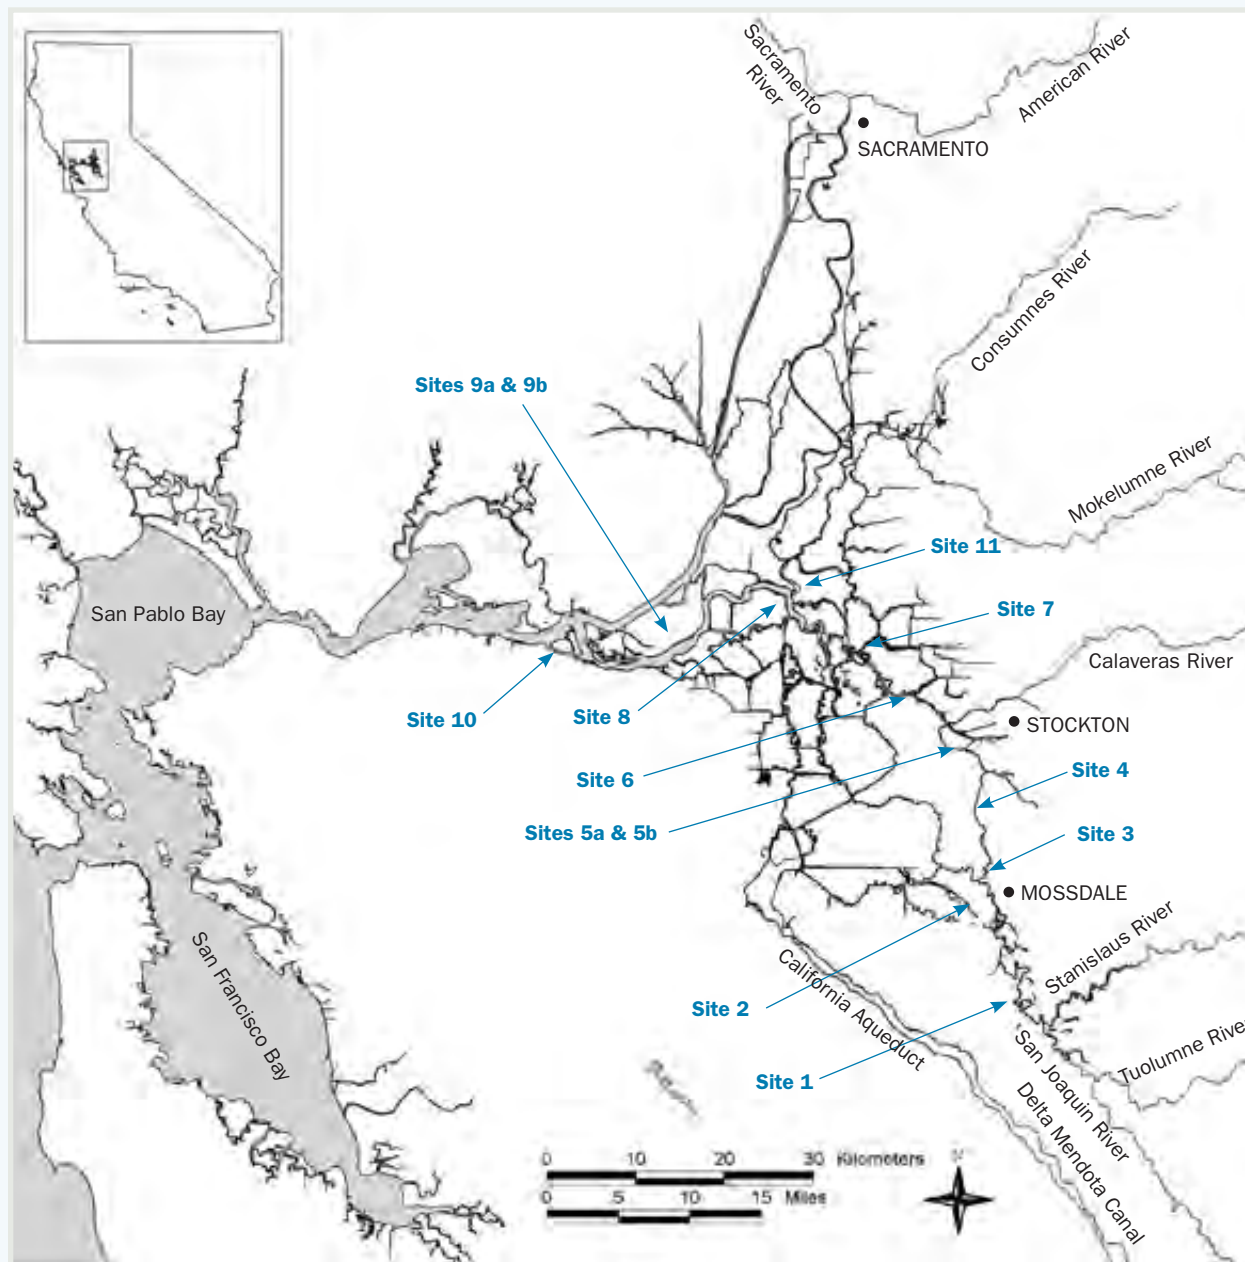 Sacramento
River
American River
SACRAMENTO
Consumnes River
Sites 9a & 9b
Mokelumne River
Site 11
San Pablo Bay
Site 7
Calaveras River
Site 10
Site 8
STOCKTON
Site 6
Site 4
Sites 5a & 5b
Site 3
MOSSDALE
Stanislaus River
San Francisco Bay
California Aqueduct
Site 2
Site 1
San Joaquin River
Tuolumne River
Delta Mendota Canal
0 10 20 30 Kilometers
0 5 10 15 Miles